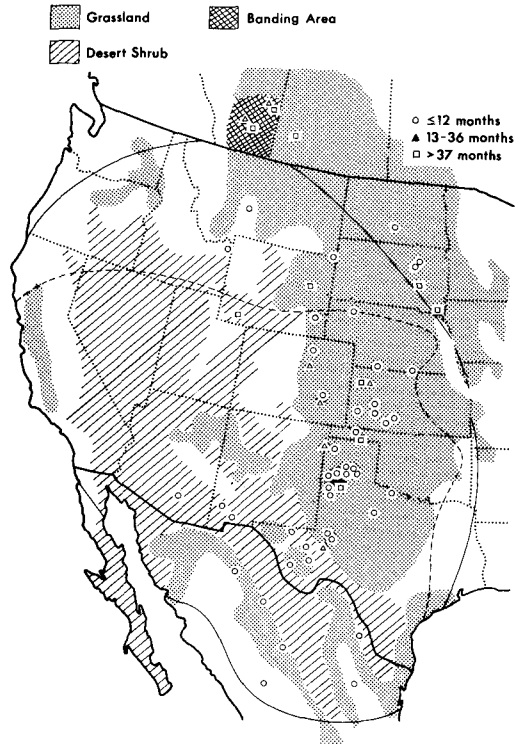 Grassland
Banding Area
Desert Shrub
≤12 months
13-36 months
>37 months